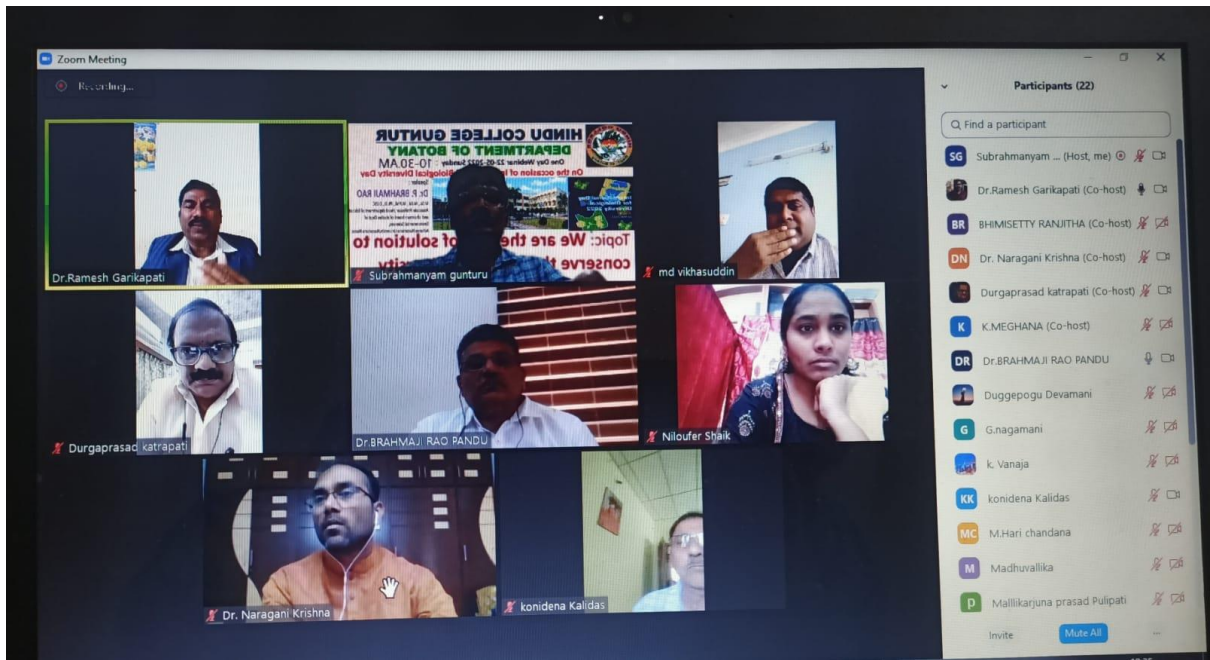 Zoom Meeting
Recording...
HINDU COLLEGE GUNTUR
DEPARTMENT OF BOTANY
One Day Webinar 22-05-2022 Sunday : 10-30 AM
On the occasion of Biological Diversity Day
Speaker
Dr. P. BRAHMAJI RAO
Topic: We are the of solution to
conserve
Dr.Ramesh Garikapati
Subrahmanyam gunturu
md vikhasuddin
Durgaprasad katrapati
Dr.BRAHMAJI RAO PANDU
Niloufer Shaik
Dr. Naragani Krishna
konidena Kalidas
Participants (22)
Find a participant
SG Subrahmanyam ... (Host, me)
Dr.Ramesh Garikapati (Co-host)
BR BHIMISETTY RANJITHA (Co-host)
DN Dr. Naragani Krishna (Co-host)
Durgaprasad katrapati (Co-host)
K K.MEGHANA (Co-host)
DR Dr.BRAHMAJI RAO PANDU
Duggepogu Devamani
G G.nagamani
k. Vanaja
KK konidena Kalidas
MC M.Hari chandana
M Madhuvallika
p Malllikarjuna prasad Pulipati
Invite Mute All ...